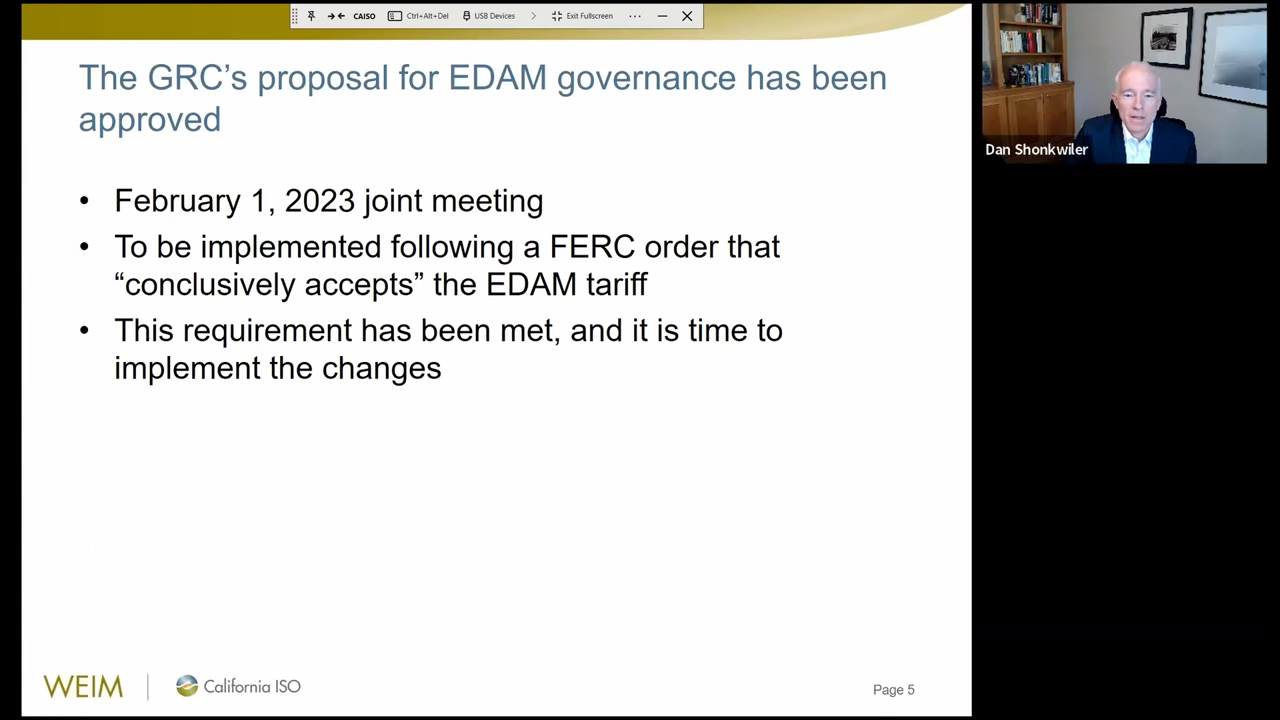 CAISO Ctrl+Alt+Del USB Devices Exit Fullscreen
The GRC's proposal for EDAM governance has been
approved
• February 1, 2023 joint meeting
• To be implemented following a FERC order that
“conclusively accepts” the EDAM tariff
• This requirement has been met, and it is time to
implement the changes
WEIM California ISO
Page 5
Dan Shonkwiler